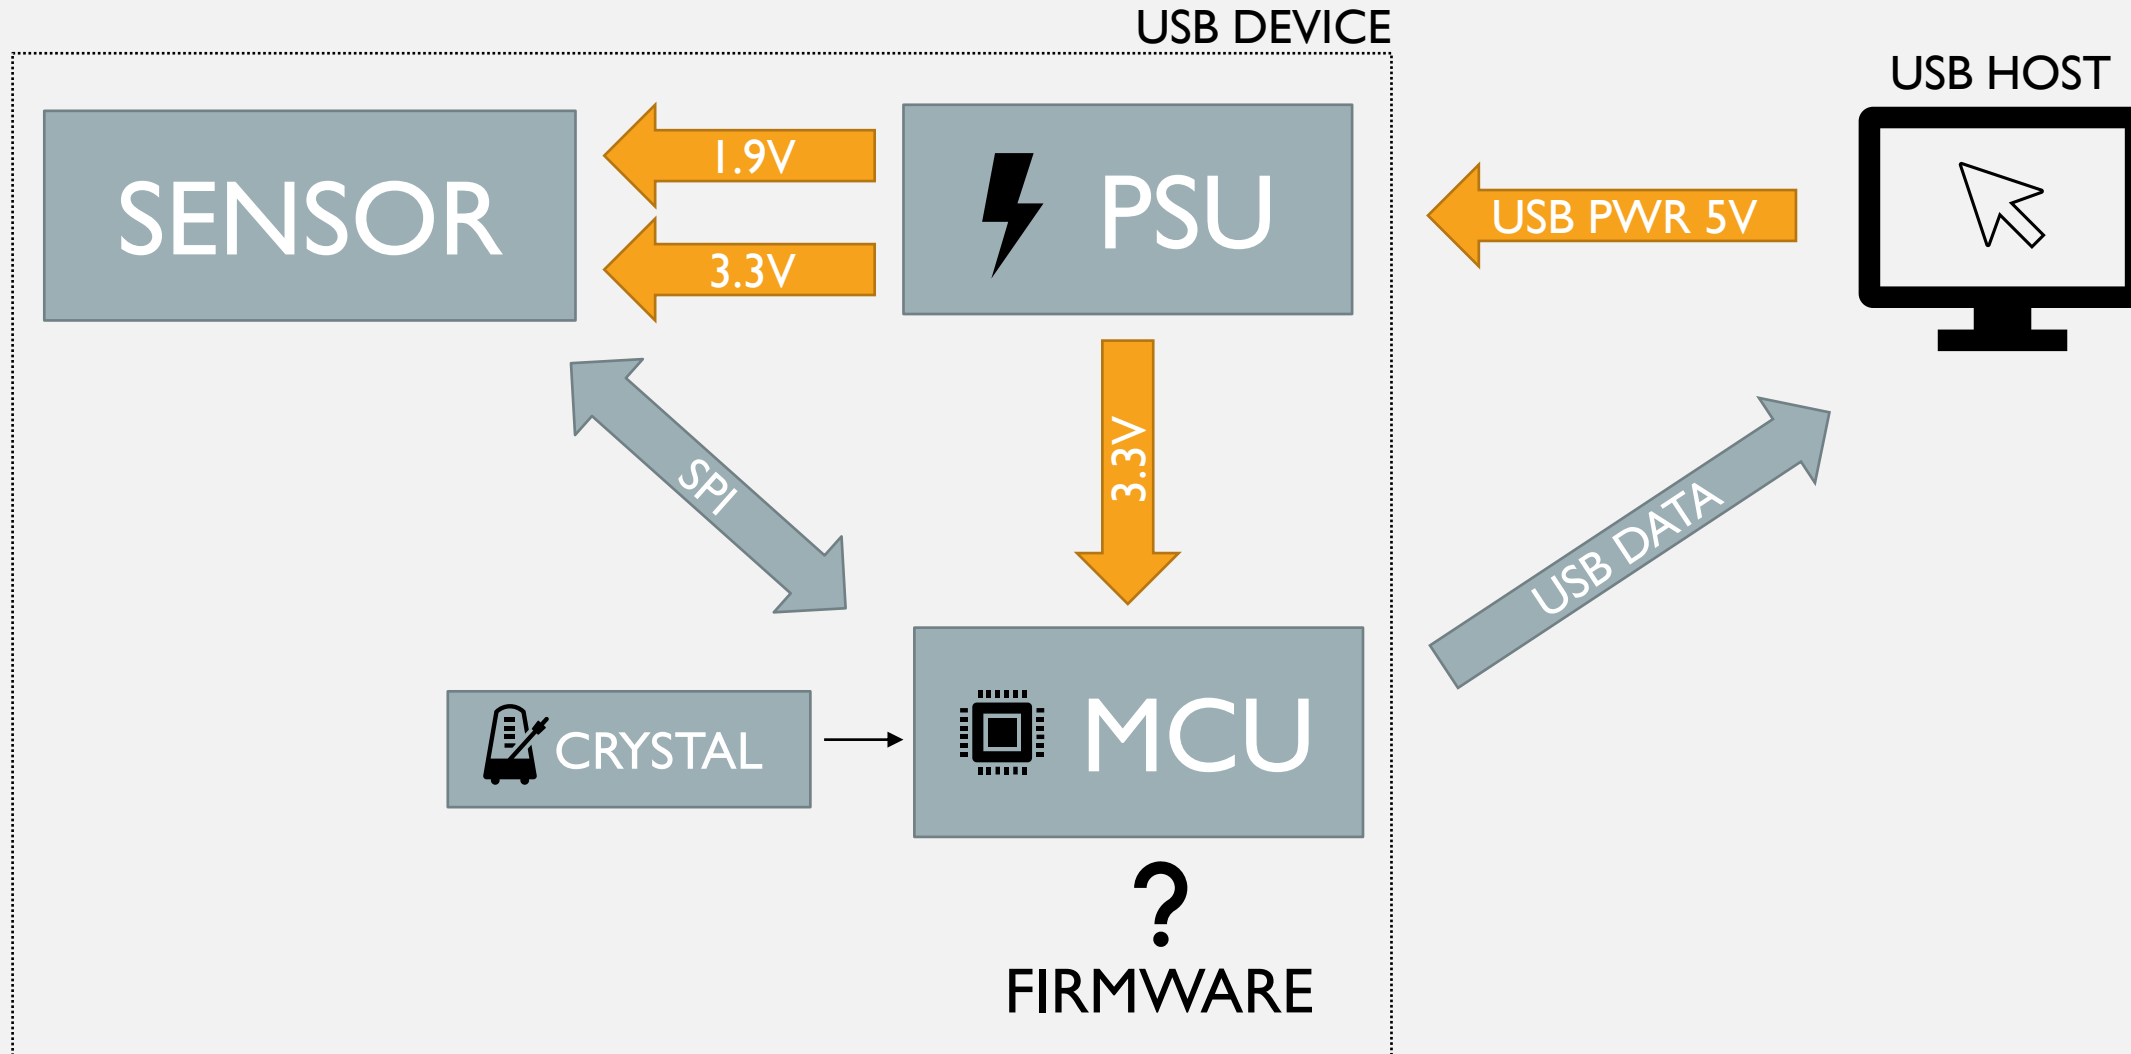 USB DEVICE
USB HOST
SENSOR
1.9V
3.3V
PSU
USB PWR 5V
SPI
3.3V
USB DATA
CRYSTAL
MCU
?
FIRMWARE